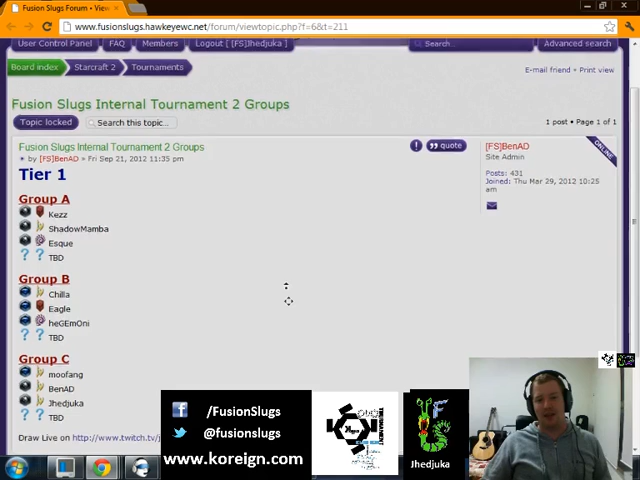 Fusion Slugs Forum • View
www.fusionslugs.hawkeyewc.net/forum/viewtopic.php?f=6&t=211
User Control Panel FAQ Members Logout [ [FS]Jhedjuka ] Search... Advanced search
Board index Starcraft 2 Tournaments E-mail friend • Print view
Fusion Slugs Internal Tournament 2 Groups
Topic locked Search this topic... 1 post • Page 1 of 1
Fusion Slugs Internal Tournament 2 Groups ! quote [FS]BenAD ONLINE
by [FS]BenAD » Fri Sep 21, 2012 11:35 pm Site Admin
Tier 1 Posts: 431
Joined: Thu Mar 29, 2012 10:25
am
Group A
Kezz
ShadowMamba
Esque
? ? TBD
Group B
Chilla
Eagle
heGEmOni
? ? TBD
Group C
moofang
BenAD
Jhedjuka
? ? TBD
Draw Live on http://www.twitch.tv/j
/FusionSlugs
@fusionslugs
www.koreign.com
F
Jhedjuka